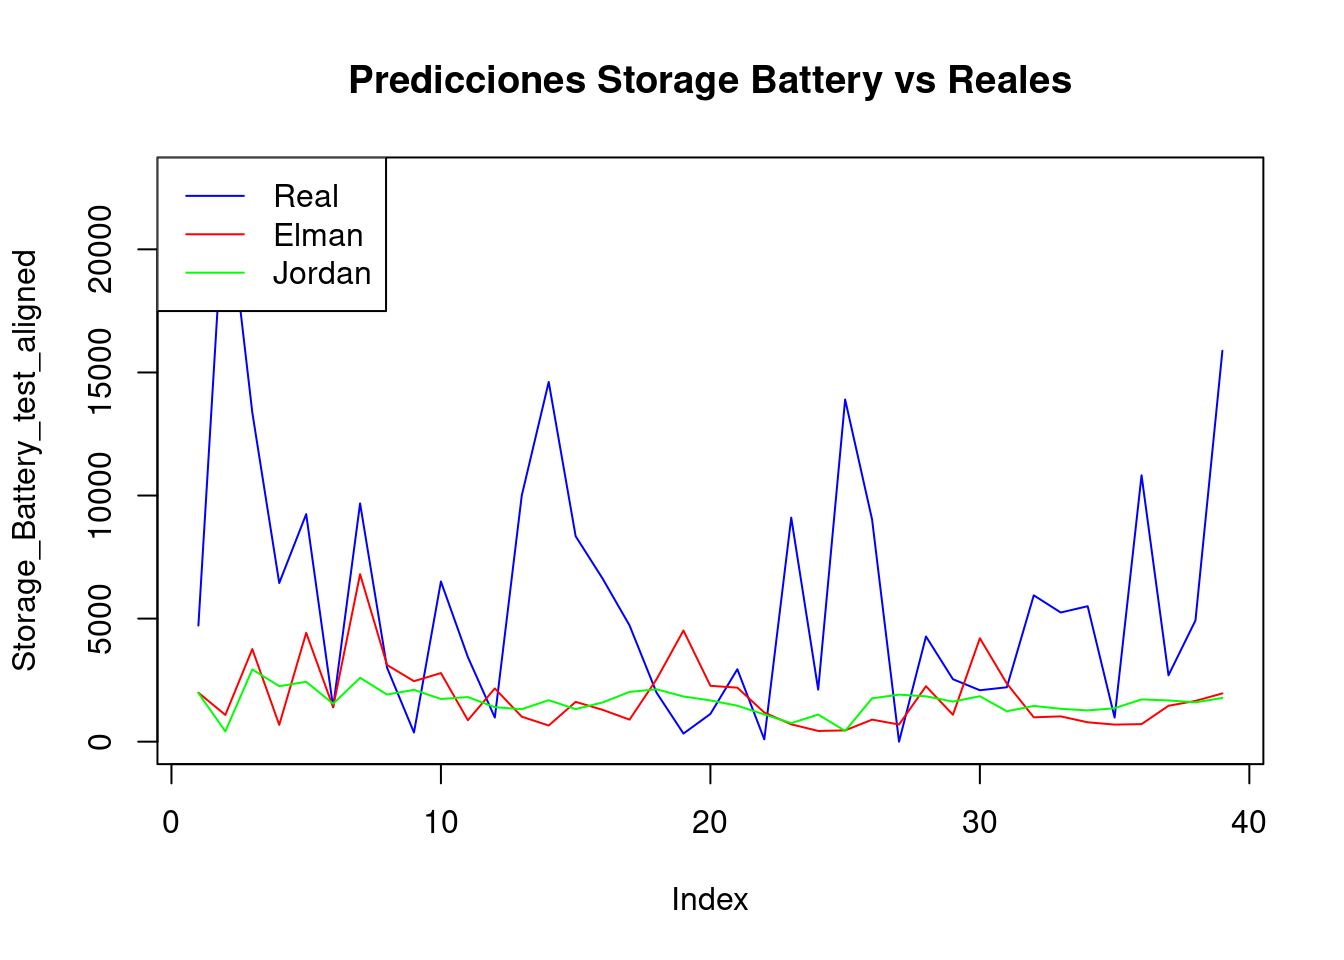 Predicciones Storage Battery vs Reales
Real
Elman
Jordan
Storage_Battery_test_aligned
20000
15000
10000
5000
0
0 10 20 30 40
Index